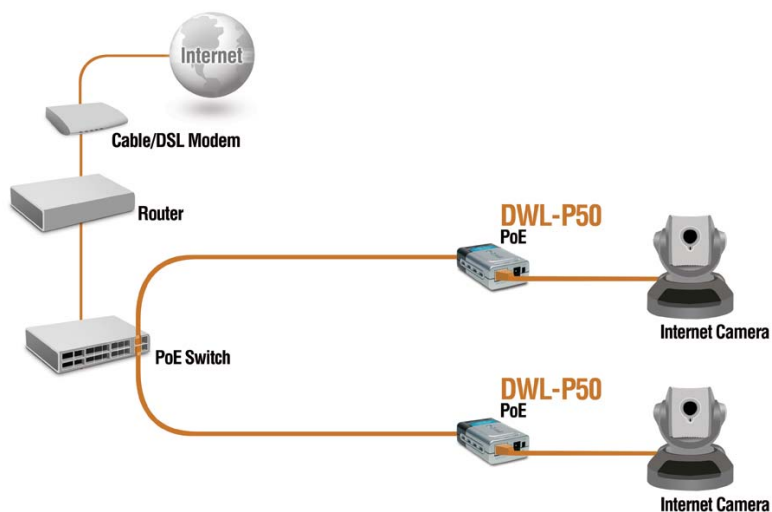 Internet
Cable/DSL Modem
Router
PoE Switch
DWL-P50
PoE
Internet Camera
DWL-P50
PoE
Internet Camera